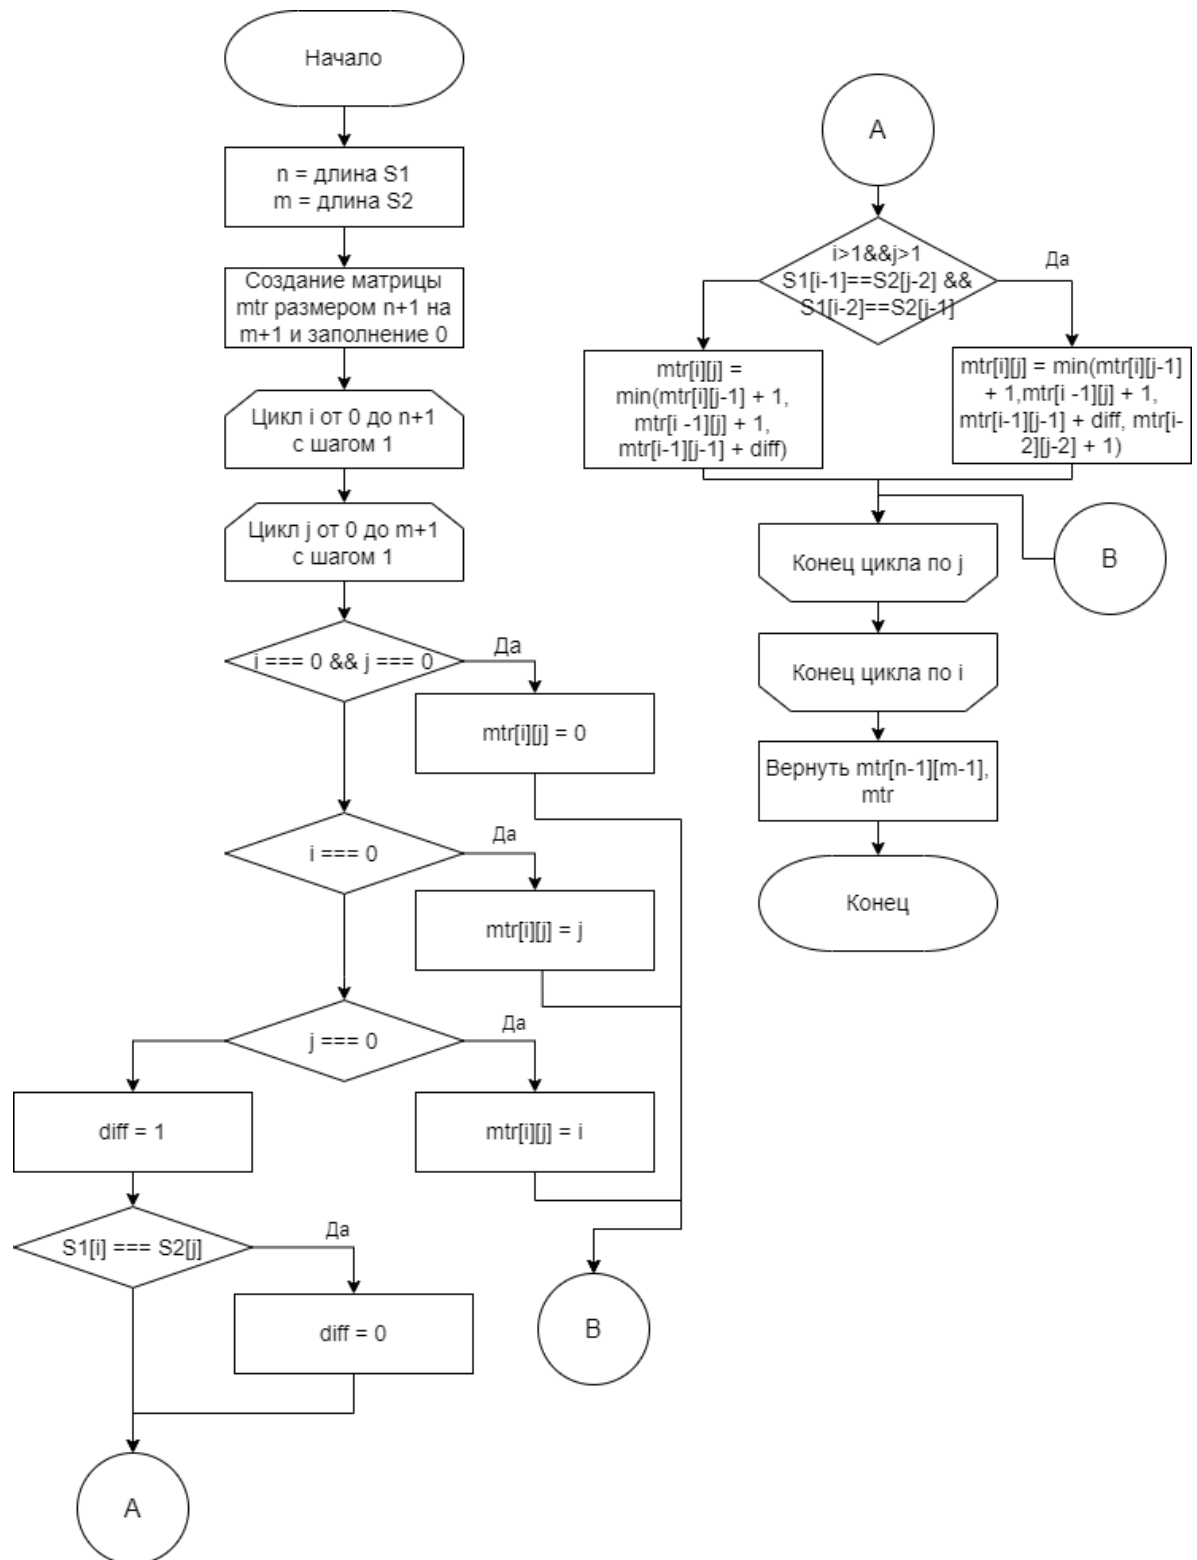 Начало
n = длина S1
m = длина S2
Создание матрицы
mtr размером n+1 на
m+1 и заполнение 0
Цикл i от 0 до n+1
с шагом 1
Цикл j от 0 до m+1
с шагом 1
i === 0 && j === 0
Да
mtr[i][j] = 0
i === 0
Да
mtr[i][j] = j
j === 0
Да
diff = 1
mtr[i][j] = i
S1[i] === S2[j]
Да
diff = 0
B
A
A
i>1&&j>1
S1[i-1]==S2[j-2] &&
S1[i-2]==S2[j-1]
Да
mtr[i][j] =
min(mtr[i][j-1] + 1,
mtr[i -1][j] + 1,
mtr[i-1][j-1] + diff)
mtr[i][j] = min(mtr[i][j-1]
+ 1,mtr[i -1][j] + 1,
mtr[i-1][j-1] + diff, mtr[i-
2][j-2] + 1)
Конец цикла по j
B
Конец цикла по i
Вернуть mtr[n-1][m-1],
mtr
Конец